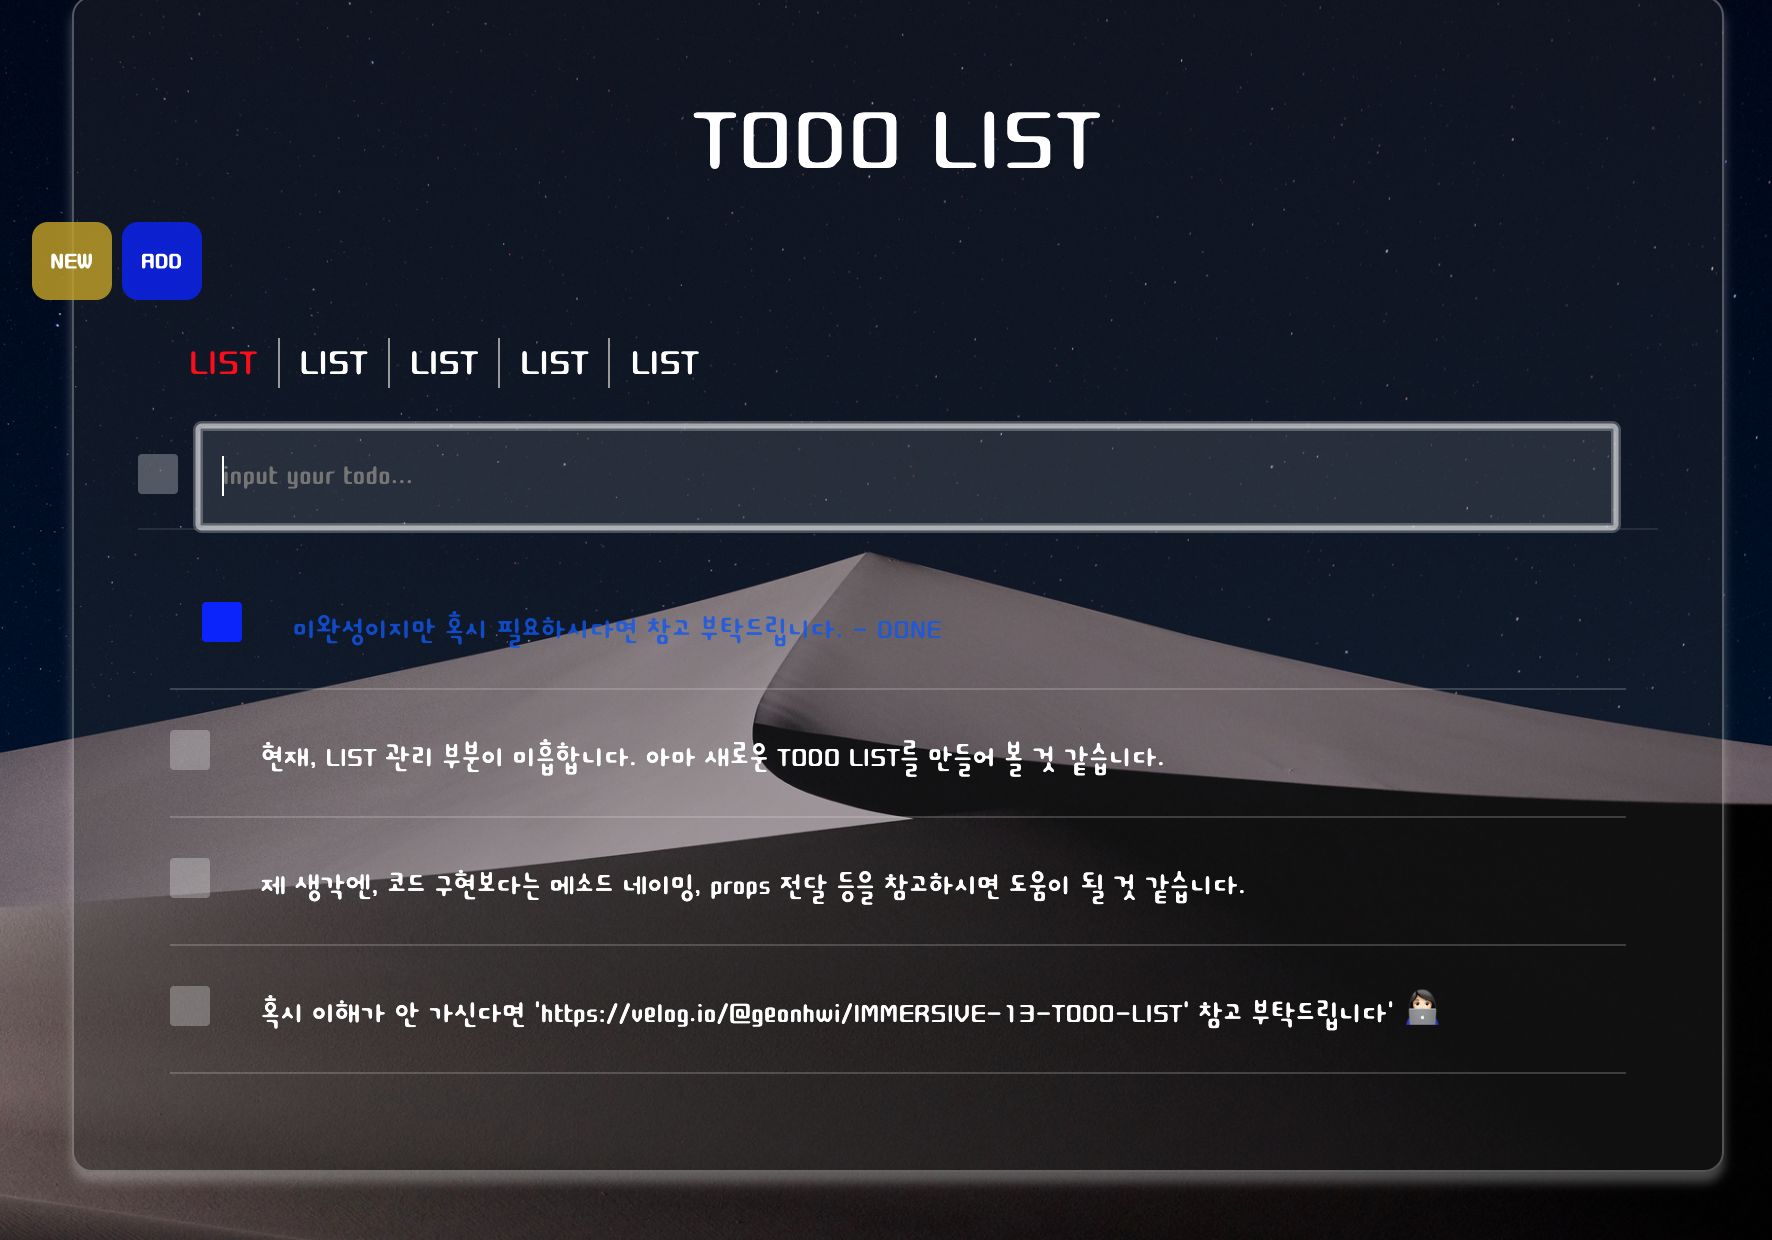 TODO LIST
NEW ADD
LIST LIST LIST LIST LIST
input your todo...
미완성이지만 혹시 필요하시다면 참고 부탁드립니다. - DONE
현재, LIST 관리 부분이 미흡합니다. 아마 새로운 TODO LIST를 만들어 볼 것 같습니다.
제 생각엔, 코드 구현보다는 메소드 네이밍, props 전달 등을 참고하시면 도움이 될 것 같습니다.
혹시 이해가 안 가신다면 'https://velog.io/@geonhwi/IMMERSIVE-13-TODO-LIST' 참고 부탁드립니다' 👩🏻‍💻